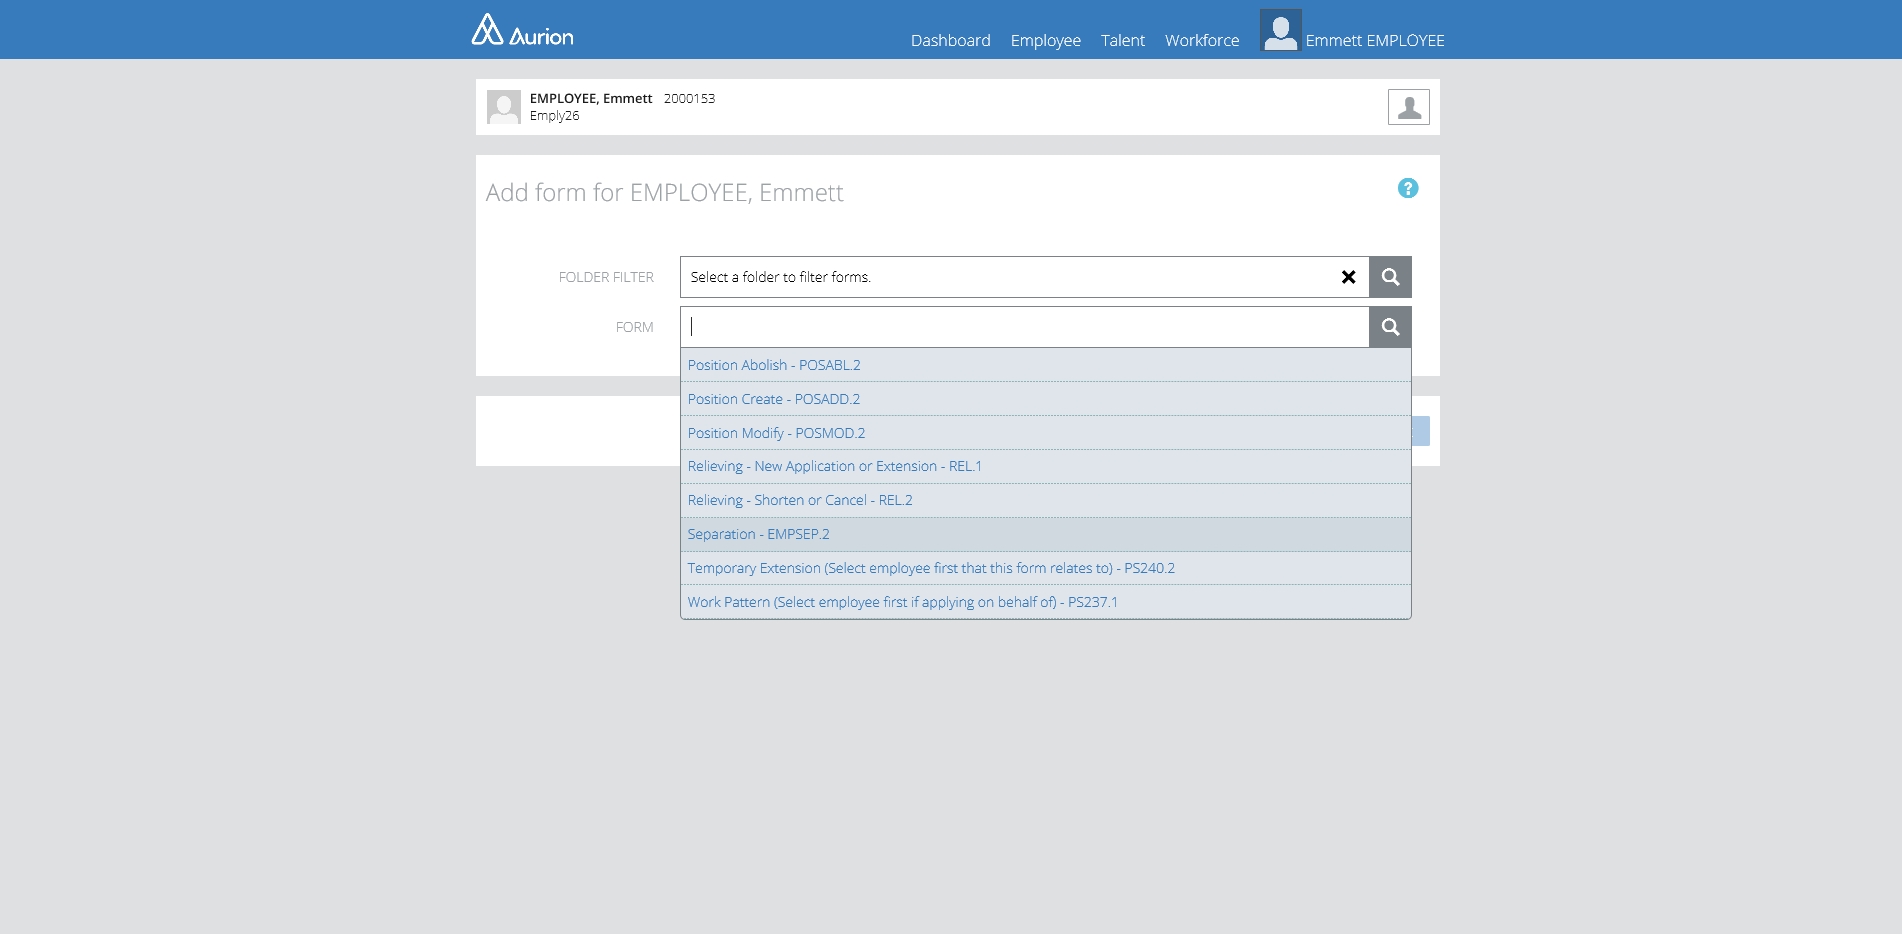 Aurion
Dashboard Employee Talent Workforce Emmett EMPLOYEE
EMPLOYEE, Emmett 2000153
Emply26
Add form for EMPLOYEE, Emmett
?
FOLDER FILTER Select a folder to filter forms.
FORM
Position Abolish - POSABL.2
Position Create - POSADD.2
Position Modify - POSMOD.2
Relieving - New Application or Extension - REL.1
Relieving - Shorten or Cancel - REL.2
Separation - EMPSEP.2
Temporary Extension (Select employee first that this form relates to) - PS240.2
Work Pattern (Select employee first if applying on behalf of) - PS237.1